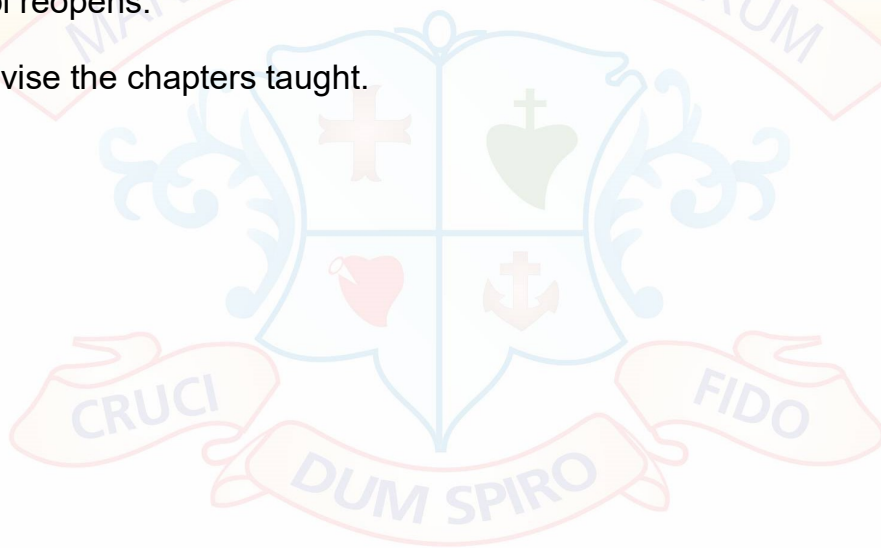 reopens.
vise the chapters taught.
CRUCI
DUM SPIRO
FIDO